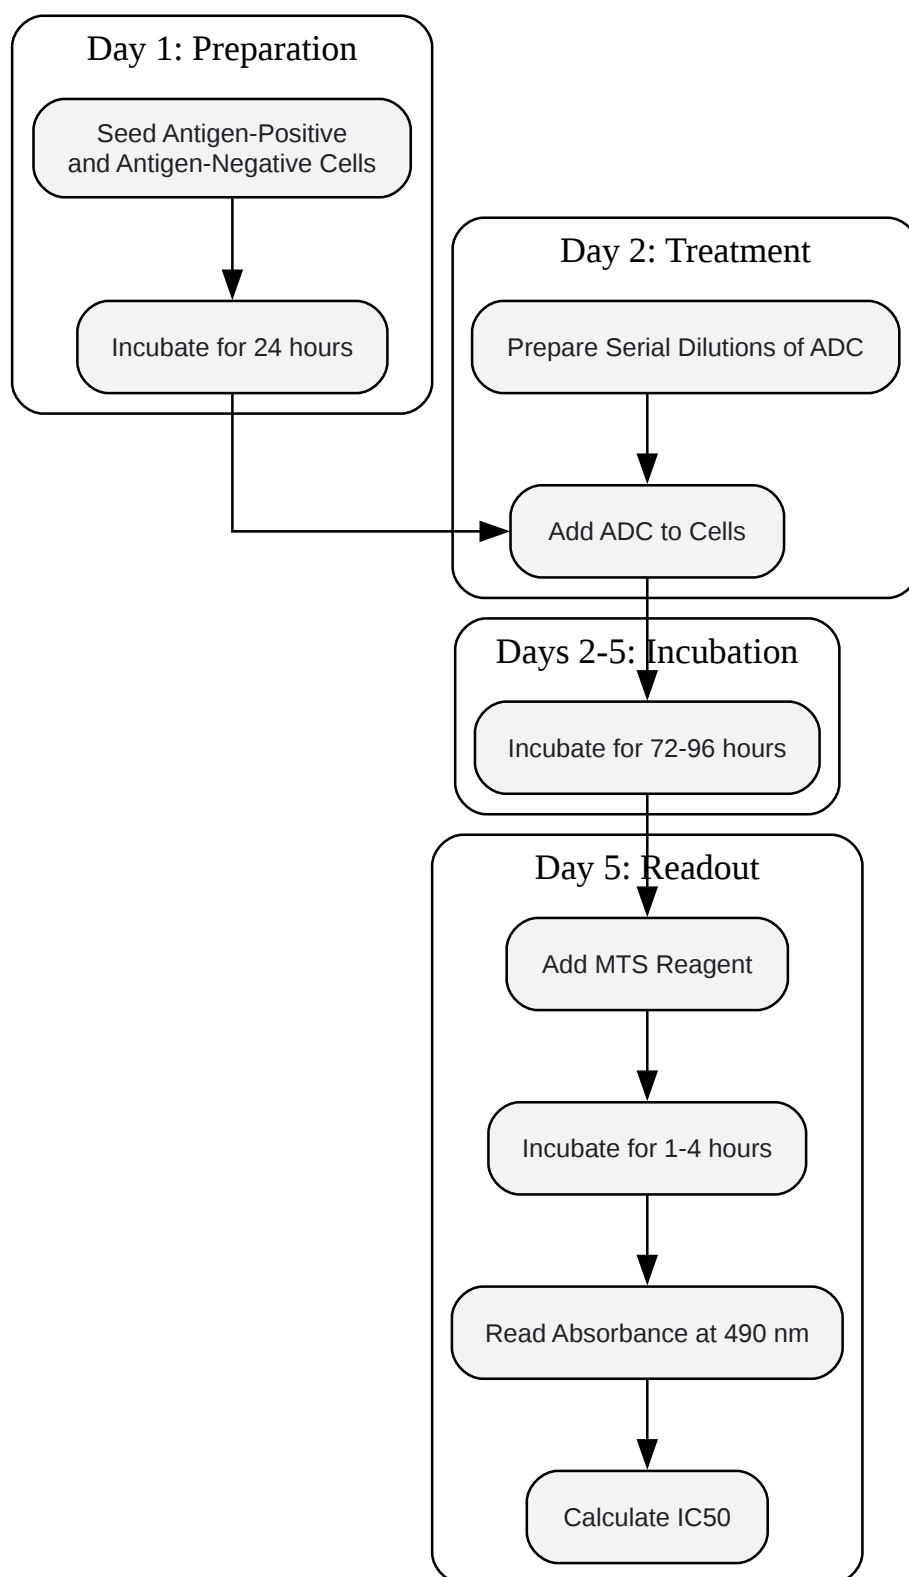 Day 1: Preparation
Seed Antigen-Positive
and Antigen-Negative Cells
Incubate for 24 hours
Day 2: Treatment
Prepare Serial Dilutions of ADC
Add ADC to Cells
Days 2-5: Incubation
Incubate for 72-96 hours
Day 5: Readout
Add MTS Reagent
Incubate for 1-4 hours
Read Absorbance at 490 nm
Calculate IC50